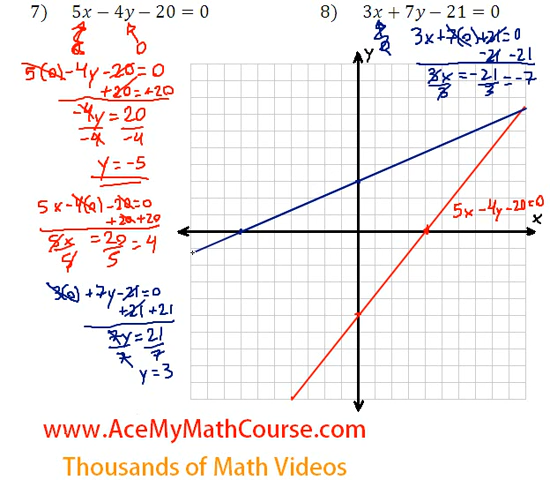 7) 5x − 4y − 20 = 0
8) 3x + 7y − 21 = 0
0
5(0) -4y -20 = 0
+20 = +20
-4y = 20
-4 -4
y = -5
5x -4(0) -20 = 0
+20 +20
5x = 20 = 4
5 5
3(0) +7y -21 = 0
+21 +21
7y = 21
7 7
y = 3
3x +7(0) +21 = 0
-21 -21
3x = -21 = -7
3 3
Y
5x -4y -20 = 0
X
www.AceMyMathCourse.com
Thousands of Math Videos